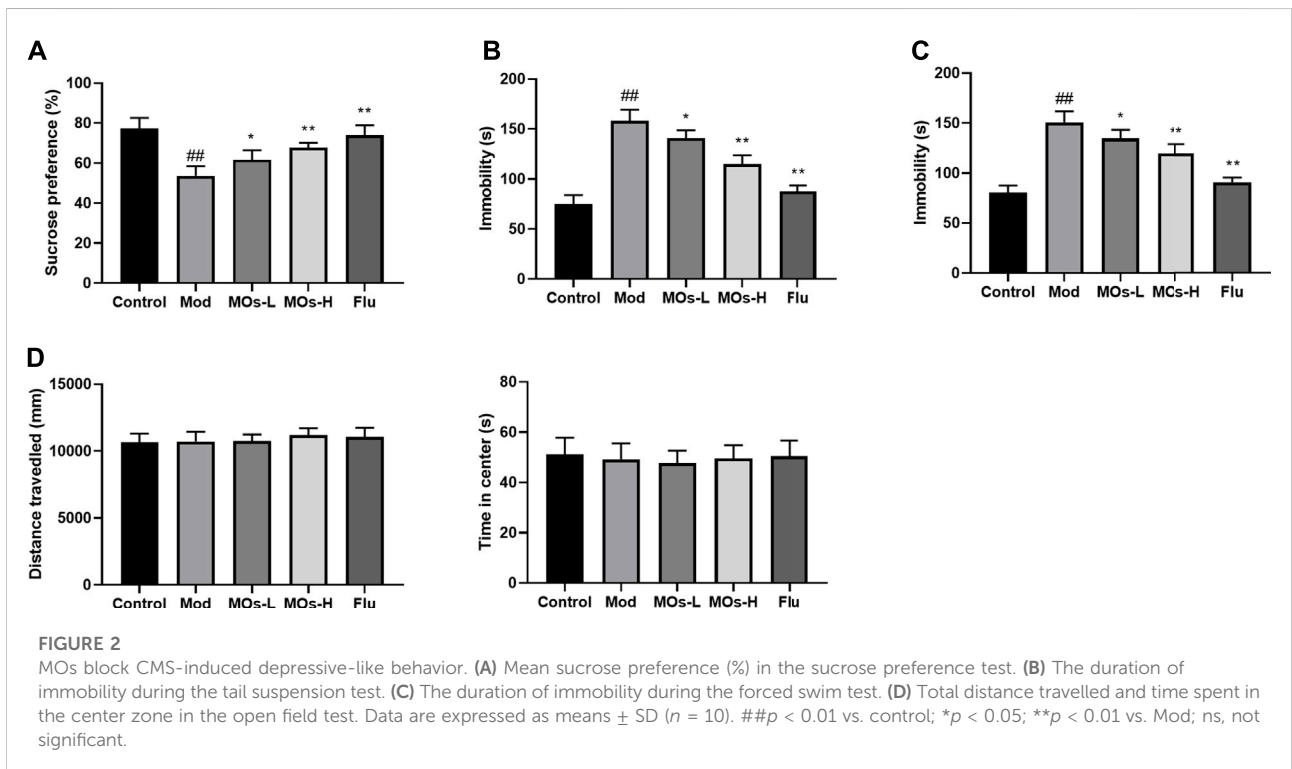 A
Sucrose preference (%)
100
80
60
40
20
0
##
*
**
**
Control Mod MOs-L MOs-H Flu
B
Immobility (s)
200
150
100
50
0
##
*
**
**
Control Mod MOs-L MOs-H Flu
C
Immobility (s)
200
150
100
50
0
##
*
**
**
Control Mod MOs-L MOs-H Flu
D
Distance travedlled (mm)
15000
10000
5000
0
Control Mod MOs-L MOs-H Flu
Time in center (s)
80
60
40
20
0
Control Mod MOs-L MOs-H Flu
FIGURE 2
MOs block CMS-induced depressive-like behavior. (A) Mean sucrose preference (%) in the sucrose preference test. (B) The duration of
immobility during the tail suspension test. (C) The duration of immobility during the forced swim test. (D) Total distance travelled and time spent in
the center zone in the open field test. Data are expressed as means ± SD (n = 10). ##p < 0.01 vs. control; *p < 0.05; **p < 0.01 vs. Mod; ns, not
significant.